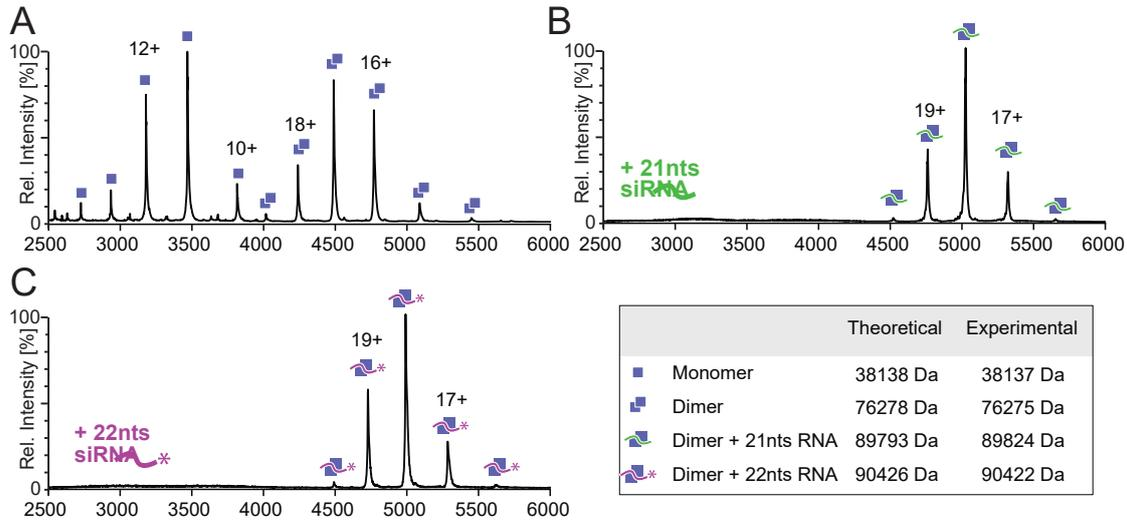 A
B
100
Rel. Intensity [%]
0
12+
10+
18+
16+
2500 3000 3500 4000 4500 5000 5500 6000
100
Rel. Intensity [%]
0
+ 21nts
siRNA
19+
17+
2500 3000 3500 4000 4500 5000 5500 6000
C
100
Rel. Intensity [%]
0
+ 22nts
siRNA *
19+
17+
* * * * *
2500 3000 3500 4000 4500 5000 5500 6000
Theoretical Experimental
Monomer 38138 Da 38137 Da
Dimer 76278 Da 76275 Da
Dimer + 21nts RNA 89793 Da 89824 Da
* Dimer + 22nts RNA 90426 Da 90422 Da